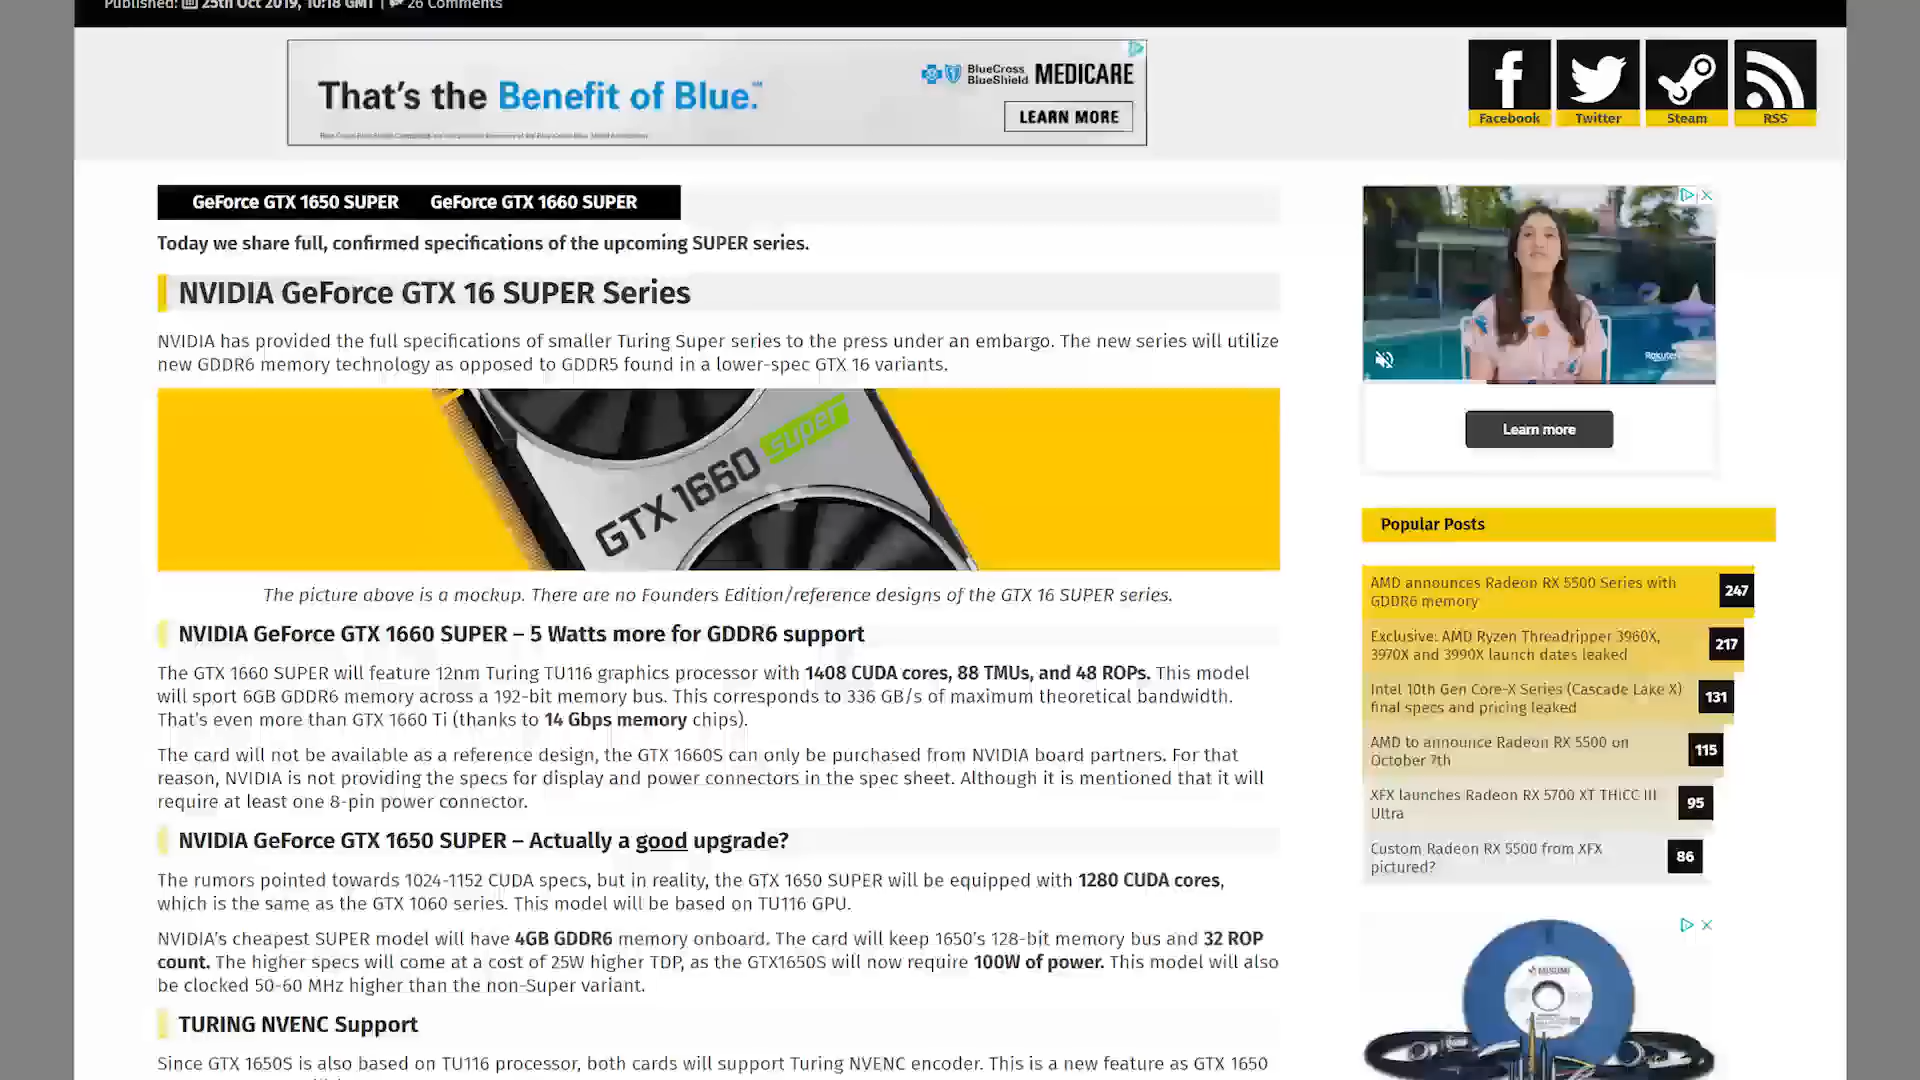 Published: 25th Oct 2019, 10:18 GMT | 26 Comments
That's the Benefit of Blue.℠
BlueCross
BlueShield MEDICARE
LEARN MORE
Facebook
Twitter
Steam
RSS
GeForce GTX 1650 SUPER GeForce GTX 1660 SUPER
Today we share full, confirmed specifications of the upcoming SUPER series.
NVIDIA GeForce GTX 16 SUPER Series
NVIDIA has provided the full specifications of smaller Turing Super series to the press under an embargo. The new series will utilize
new GDDR6 memory technology as opposed to GDDR5 found in a lower-spec GTX 16 variants.
GTX 1660 super
The picture above is a mockup. There are no Founders Edition/reference designs of the GTX 16 SUPER series.
NVIDIA GeForce GTX 1660 SUPER – 5 Watts more for GDDR6 support
The GTX 1660 SUPER will feature 12nm Turing TU116 graphics processor with 1408 CUDA cores, 88 TMUs, and 48 ROPs. This model
will sport 6GB GDDR6 memory across a 192-bit memory bus. This corresponds to 336 GB/s of maximum theoretical bandwidth.
That's even more than GTX 1660 Ti (thanks to 14 Gbps memory chips).
The card will not be available as a reference design, the GTX 1660S can only be purchased from NVIDIA board partners. For that
reason, NVIDIA is not providing the specs for display and power connectors in the spec sheet. Although it is mentioned that it will
require at least one 8-pin power connector.
NVIDIA GeForce GTX 1650 SUPER – Actually a good upgrade?
The rumors pointed towards 1024-1152 CUDA specs, but in reality, the GTX 1650 SUPER will be equipped with 1280 CUDA cores,
which is the same as the GTX 1060 series. This model will be based on TU116 GPU.
NVIDIA's cheapest SUPER model will have 4GB GDDR6 memory onboard. The card will keep 1650's 128-bit memory bus and 32 ROP
count. The higher specs will come at a cost of 25W higher TDP, as the GTX1650S will now require 100W of power. This model will also
be clocked 50-60 MHz higher than the non-Super variant.
TURING NVENC Support
Since GTX 1650S is also based on TU116 processor, both cards will support Turing NVENC encoder. This is a new feature as GTX 1650
Rakuten
Learn more
Popular Posts
AMD announces Radeon RX 5500 Series with
GDDR6 memory
247
Exclusive: AMD Ryzen Threadripper 3960X,
3970X and 3990X launch dates leaked
217
Intel 10th Gen Core-X Series (Cascade Lake X)
final specs and pricing leaked
131
AMD to announce Radeon RX 5500 on
October 7th
115
XFX launches Radeon RX 5700 XT THiCC III
Ultra
95
Custom Radeon RX 5500 from XFX
pictured?
86
MISUMI